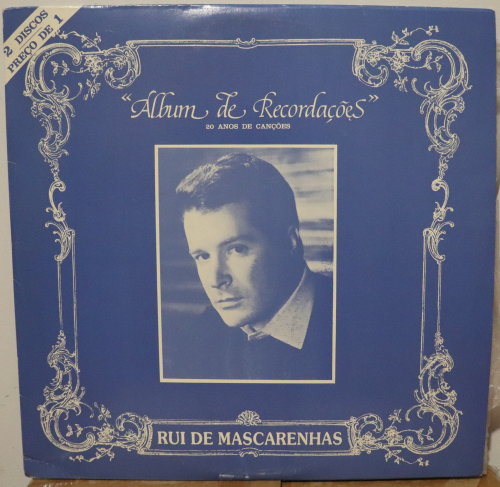 2 DISCOS
PREÇO DE 1
"Album de Recordações"
20 ANOS DE CANÇÕES
RUI DE MASCARENHAS